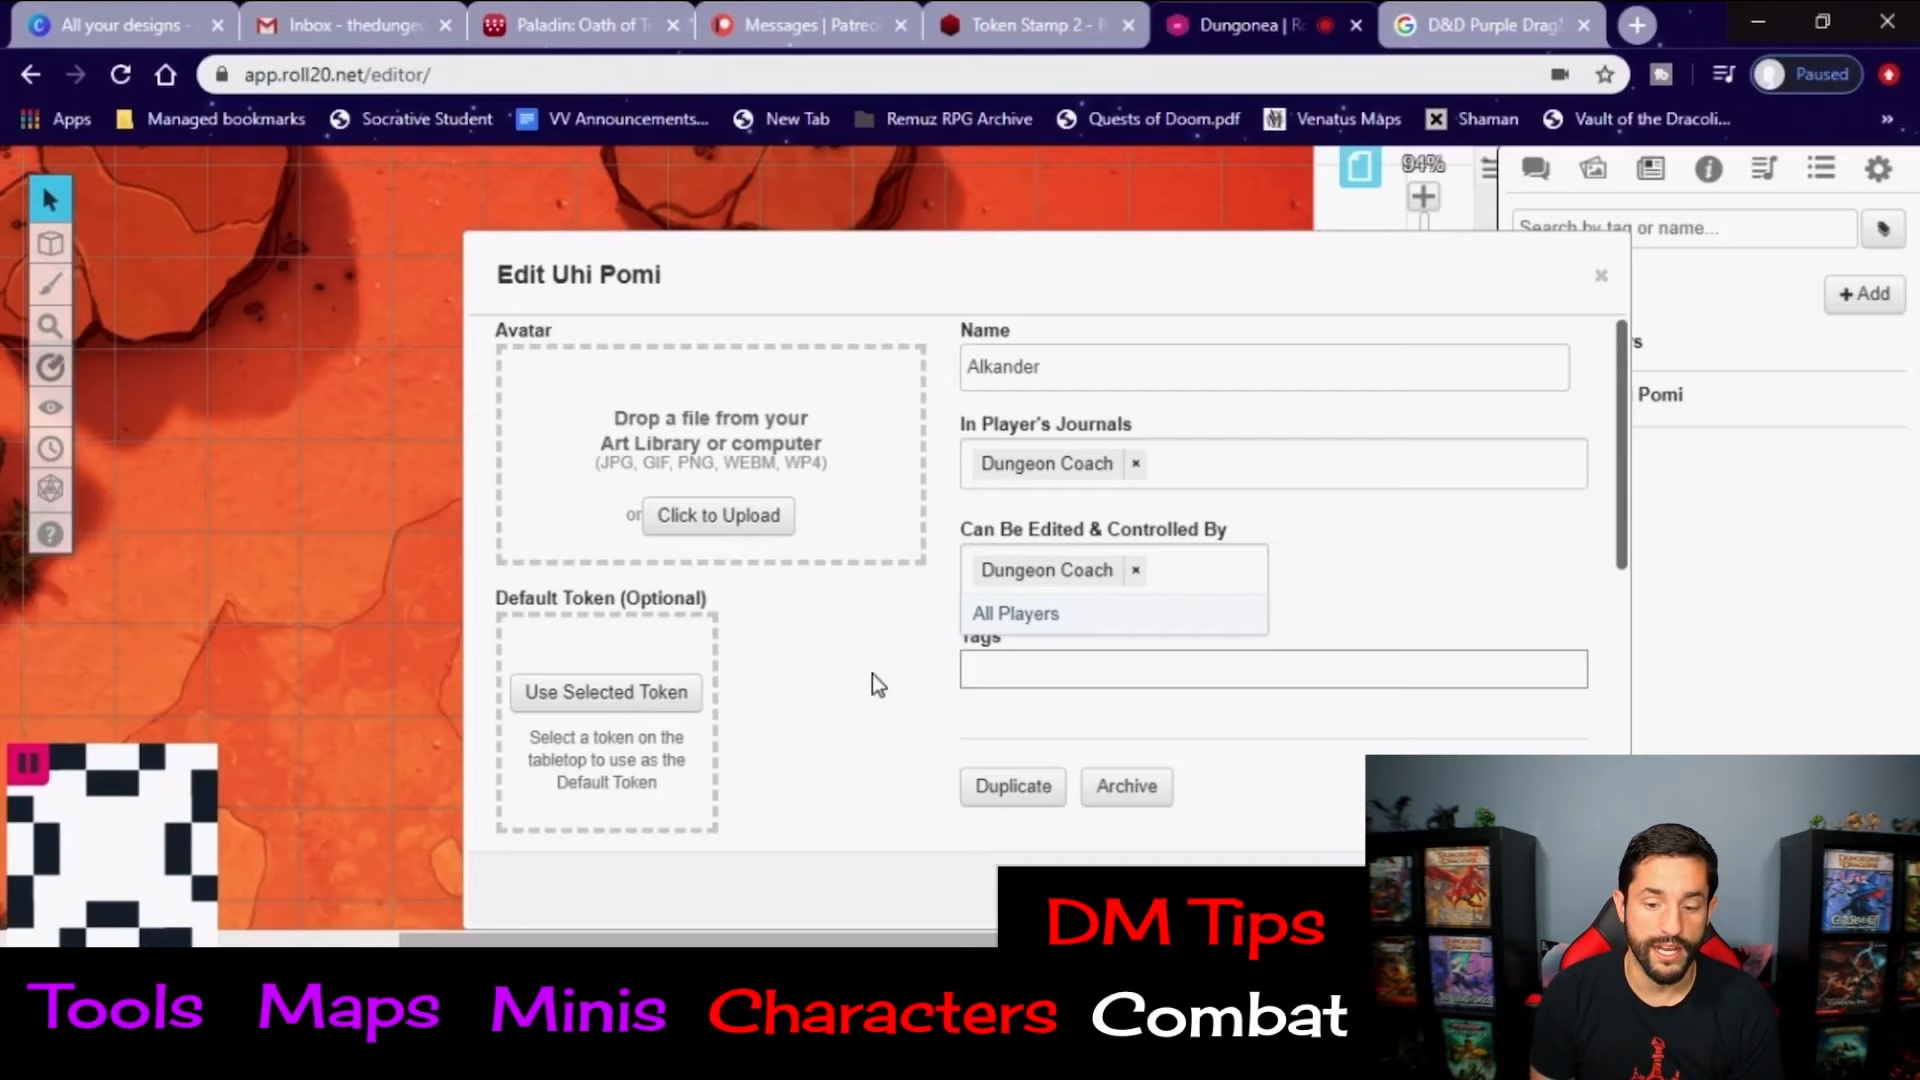 All your designs -
Inbox - thedunge
Paladin: Oath of T
Messages | Patreo
Token Stamp 2 - R
Dungonea | Ro
D&D Purple Drag
app.roll20.net/editor/
Paused
Apps
Managed bookmarks
Socrative Student
VV Announcements...
New Tab
Remuz RPG Archive
Quests of Doom.pdf
Venatus Maps
Shaman
Vault of the Dracoli...
94%
Search by tag or name...
+ Add
Edit Uhi Pomi
Avatar
Drop a file from your
Art Library or computer
(JPG, GIF, PNG, WEBM, WP4)
or Click to Upload
Default Token (Optional)
Use Selected Token
Select a token on the
tabletop to use as the
Default Token
Name
Alkander
In Player's Journals
Dungeon Coach ×
Can Be Edited & Controlled By
Dungeon Coach ×
All Players
Tags
Duplicate
Archive
Pomi
DM Tips
Tools Maps Minis Characters Combat